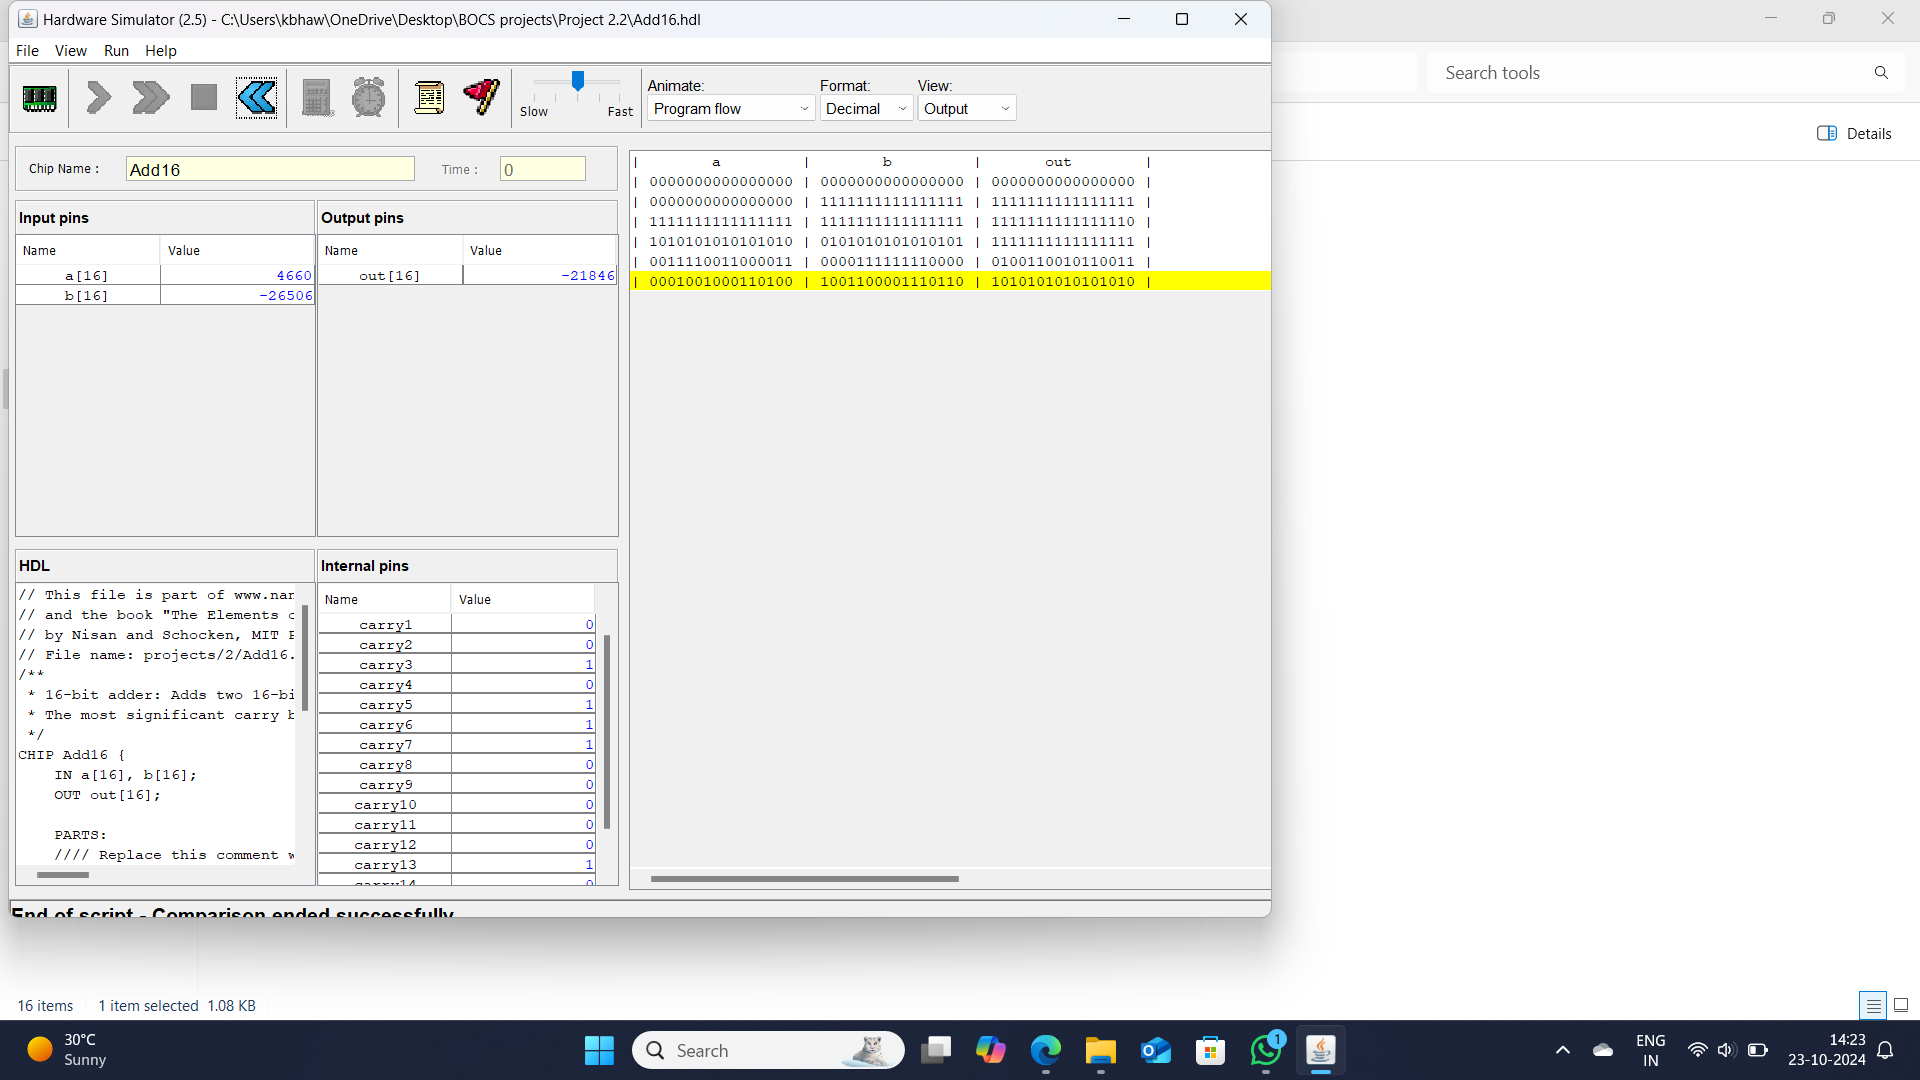 Hardware Simulator (2.5) - C:\Users\kbhaw\OneDrive\Desktop\BOCS projects\Project 2.2\Add16.hdl
File View Run Help
Search tools
Slow Fast
Animate: Format: View:
Program flow Decimal Output
Details
Chip Name : Add16 Time : 0
Input pins
Name Value
a[16] 4660
b[16] -26506
Output pins
Name Value
out[16] -21846
| a | b | out |
| 0000000000000000 | 0000000000000000 | 0000000000000000 |
| 0000000000000000 | 1111111111111111 | 1111111111111111 |
| 1111111111111111 | 1111111111111111 | 1111111111111110 |
| 1010101010101010 | 0101010101010101 | 1111111111111111 |
| 0011110011000011 | 0000111111110000 | 0100110010110011 |
| 0001001000110100 | 1001100001110110 | 1010101010101010 |
HDL
// This file is part of www.nan
// and the book "The Elements
// by Nisan and Schocken, MIT
// File name: projects/2/Add16.
/**
* 16-bit adder: Adds two 16-bi
* The most significant carry
*/
CHIP Add16 {
IN a[16], b[16];
OUT out[16];
PARTS:
//// Replace this comment
Internal pins
Name Value
carry1 0
carry2 0
carry3 1
carry4 0
carry5 1
carry6 1
carry7 1
carry8 0
carry9 0
carry10 0
carry11 0
carry12 0
carry13 1
carry14 0
End of script - Comparison ended successfully
16 items 1 item selected 1.08 KB
30°C
Sunny
Search
1
ENG
IN
14:23
23-10-2024